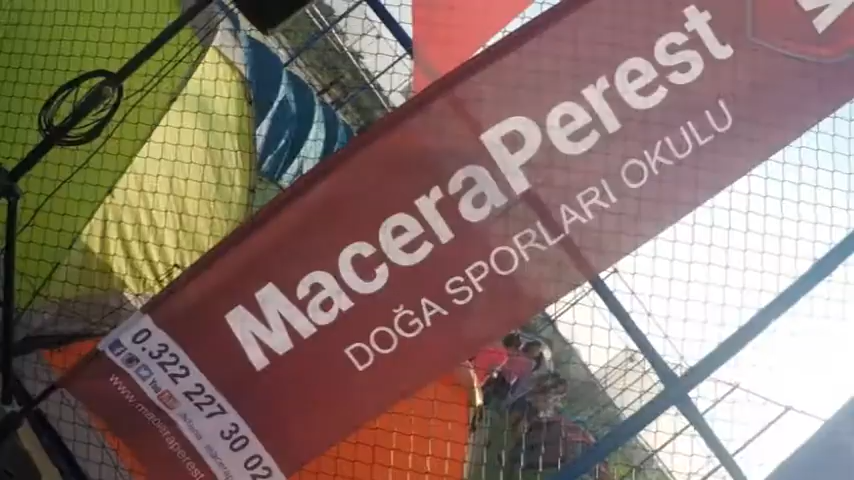 MaceraPerest
DOĞA SPORLARI OKULU
0.322 227 30 02
www.maceraperest